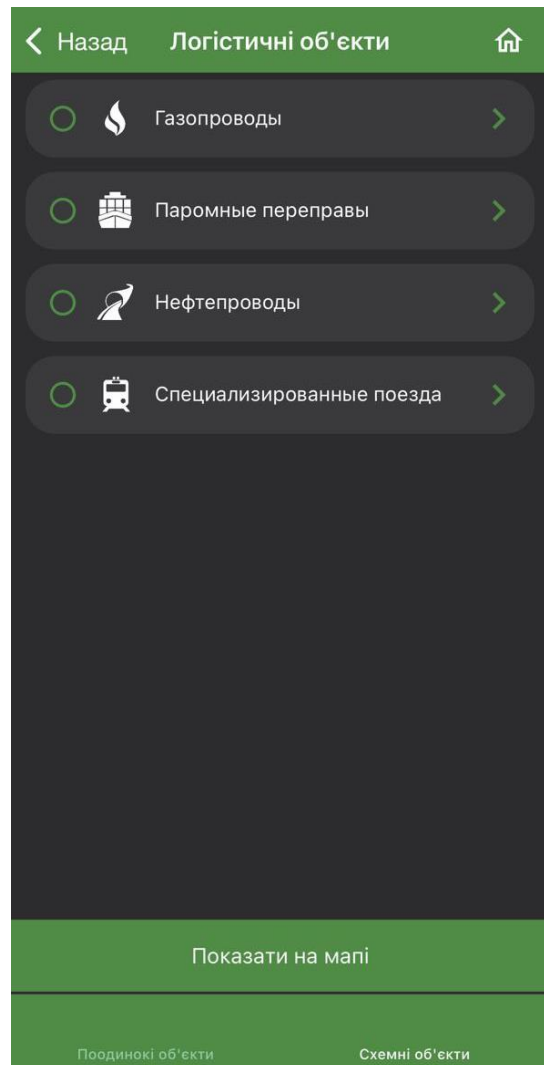 Назад
Логістичні об'єкти
Газопроводы
Паромные переправы
Нефтепроводы
Специализированные поезда
Показати на мапі
Поодинокі об'єкти
Схемні об'єкти